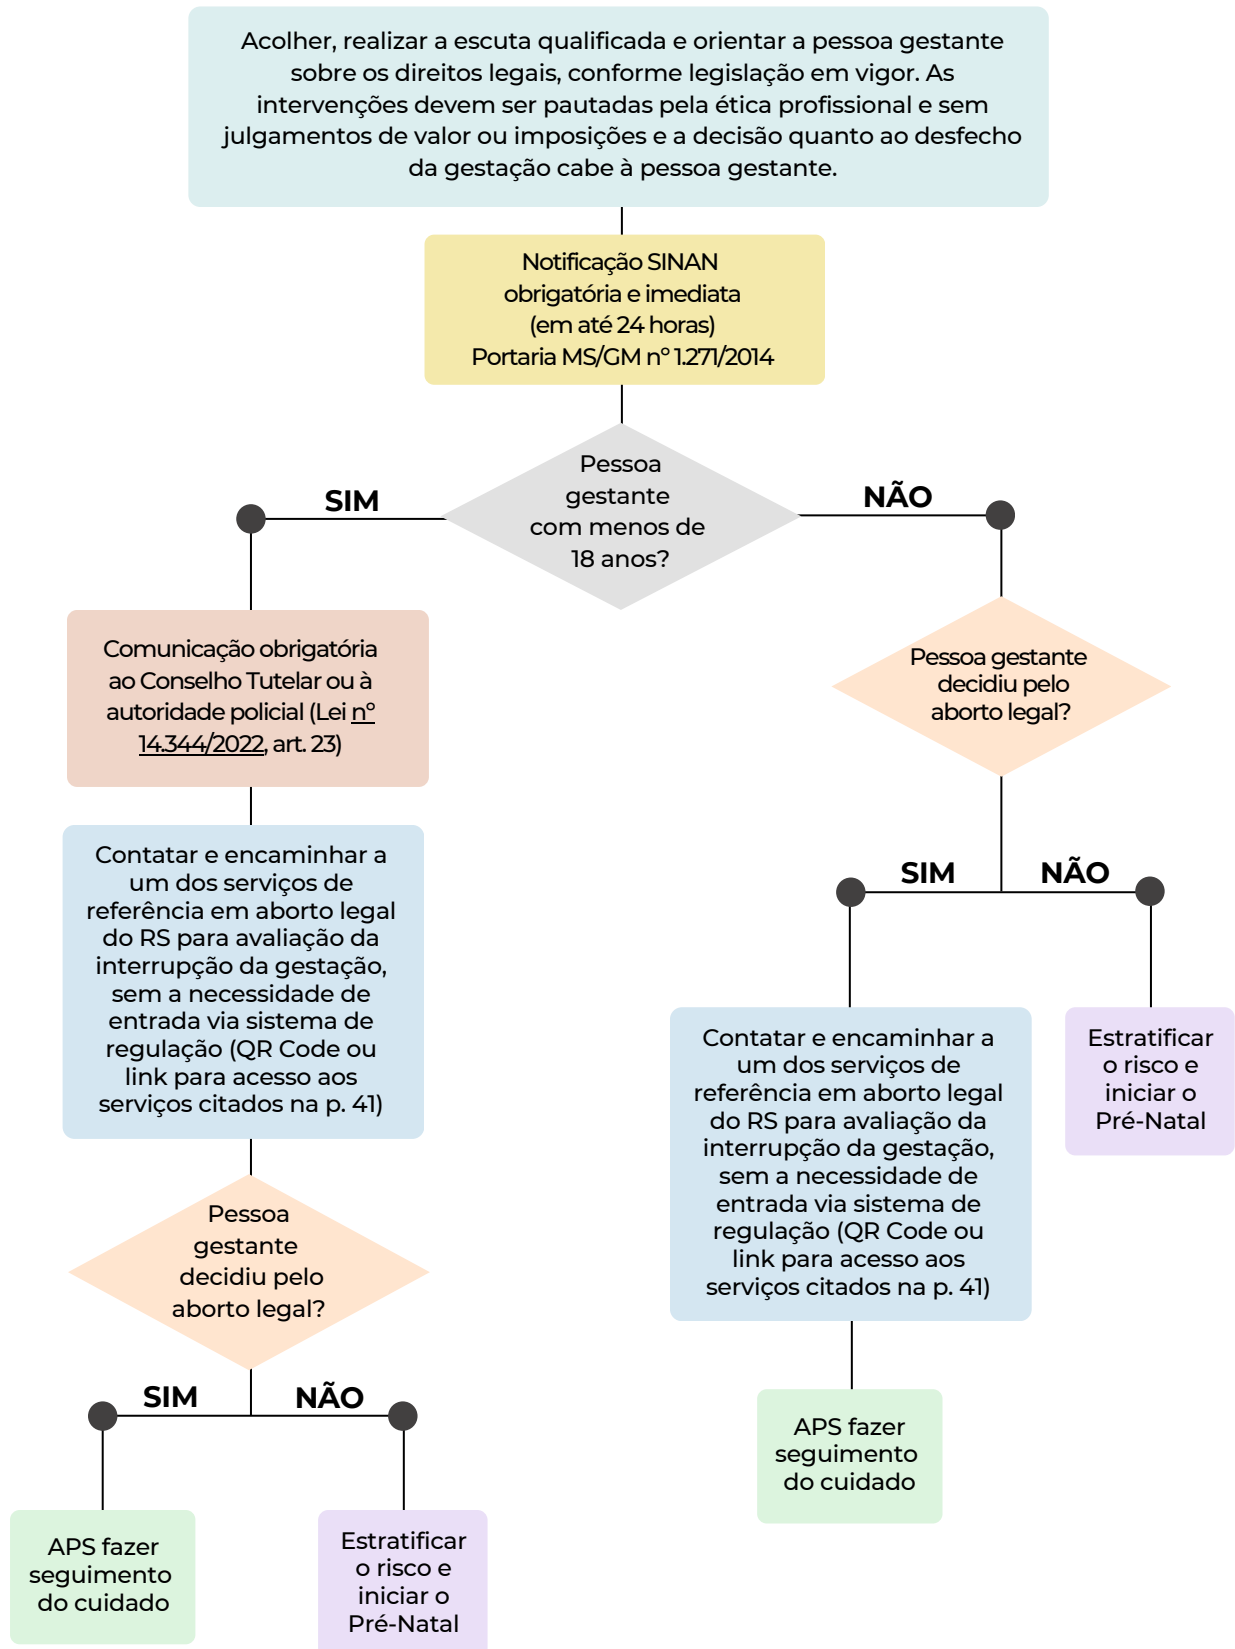 Acolher, realizar a escuta qualificada e orientar a pessoa gestante
sobre os direitos legais, conforme legislação em vigor. As
intervenções devem ser pautadas pela ética profissional e sem
julgamentos de valor ou imposições e a decisão quanto ao desfecho
da gestação cabe à pessoa gestante.
Notificação SINAN
obrigatória e imediata
(em até 24 horas)
Portaria MS/GM nº 1.271/2014
Pessoa
gestante
com menos de
18 anos?
SIM
NÃO
Comunicação obrigatória
ao Conselho Tutelar ou à
autoridade policial (Lei nº
14.344/2022, art. 23)
Contatar e encaminhar a
um dos serviços de
referência em aborto legal
do RS para avaliação da
interrupção da gestação,
sem a necessidade de
entrada via sistema de
regulação (QR Code ou
link para acesso aos
serviços citados na p. 41)
Pessoa
gestante
decidiu pelo
aborto legal?
SIM
NÃO
APS fazer
seguimento
do cuidado
Estratificar
o risco e
iniciar o
Pré-Natal
Pessoa gestante
decidiu pelo
aborto legal?
SIM
NÃO
Contatar e encaminhar a
um dos serviços de
referência em aborto legal
do RS para avaliação da
interrupção da gestação,
sem a necessidade de
entrada via sistema de
regulação (QR Code ou
link para acesso aos
serviços citados na p. 41)
Estratificar
o risco e
iniciar o
Pré-Natal
APS fazer
seguimento
do cuidado